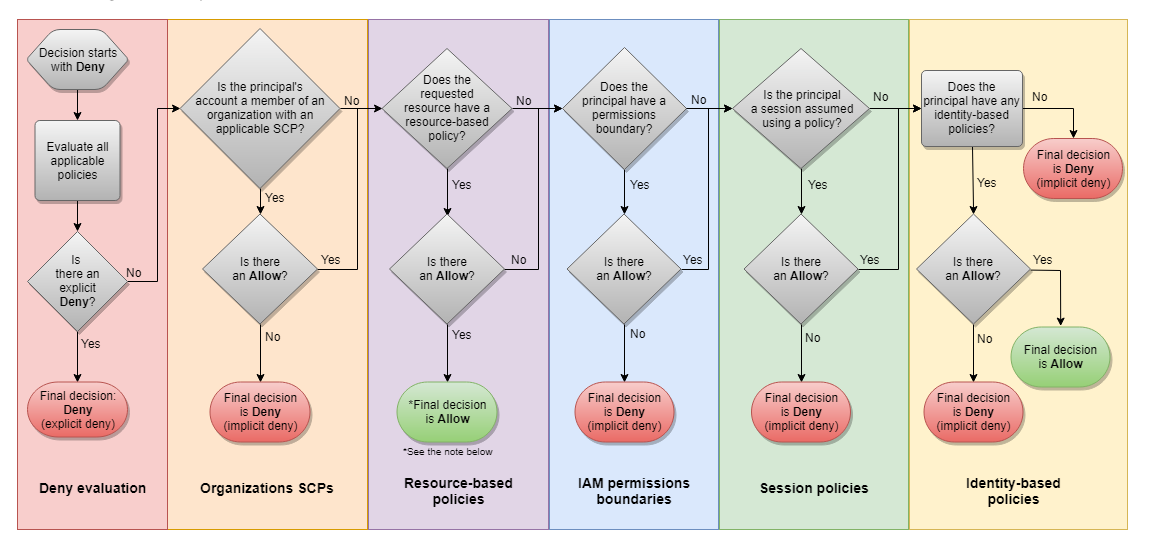 Decision starts
with Deny
Evaluate all
applicable
policies
Is
there an
explicit
Deny?
No
Yes
Final decision:
Deny
(explicit deny)
Deny evaluation
Is the principal's
account a member of an
organization with an
applicable SCP?
No
Yes
Is there
an Allow?
Yes
No
Final decision
is Deny
(implicit deny)
Organizations SCPs
Does the
requested
resource have a
resource-based
policy?
No
Yes
Is there
an Allow?
No
Yes
*Final decision
is Allow
*See the note below
Resource-based
policies
Does the
principal have a
permissions
boundary?
No
Yes
Is there
an Allow?
Yes
No
Final decision
is Deny
(implicit deny)
IAM permissions
boundaries
Is the principal
a session assumed
using a policy?
No
Yes
Is there
an Allow?
Yes
No
Final decision
is Deny
(implicit deny)
Session policies
Does the
principal have any
identity-based
policies?
No
Final decision
is Deny
(implicit deny)
Yes
Is there
an Allow?
Yes
Final decision
is Allow
No
Final decision
is Deny
(implicit deny)
Identity-based
policies